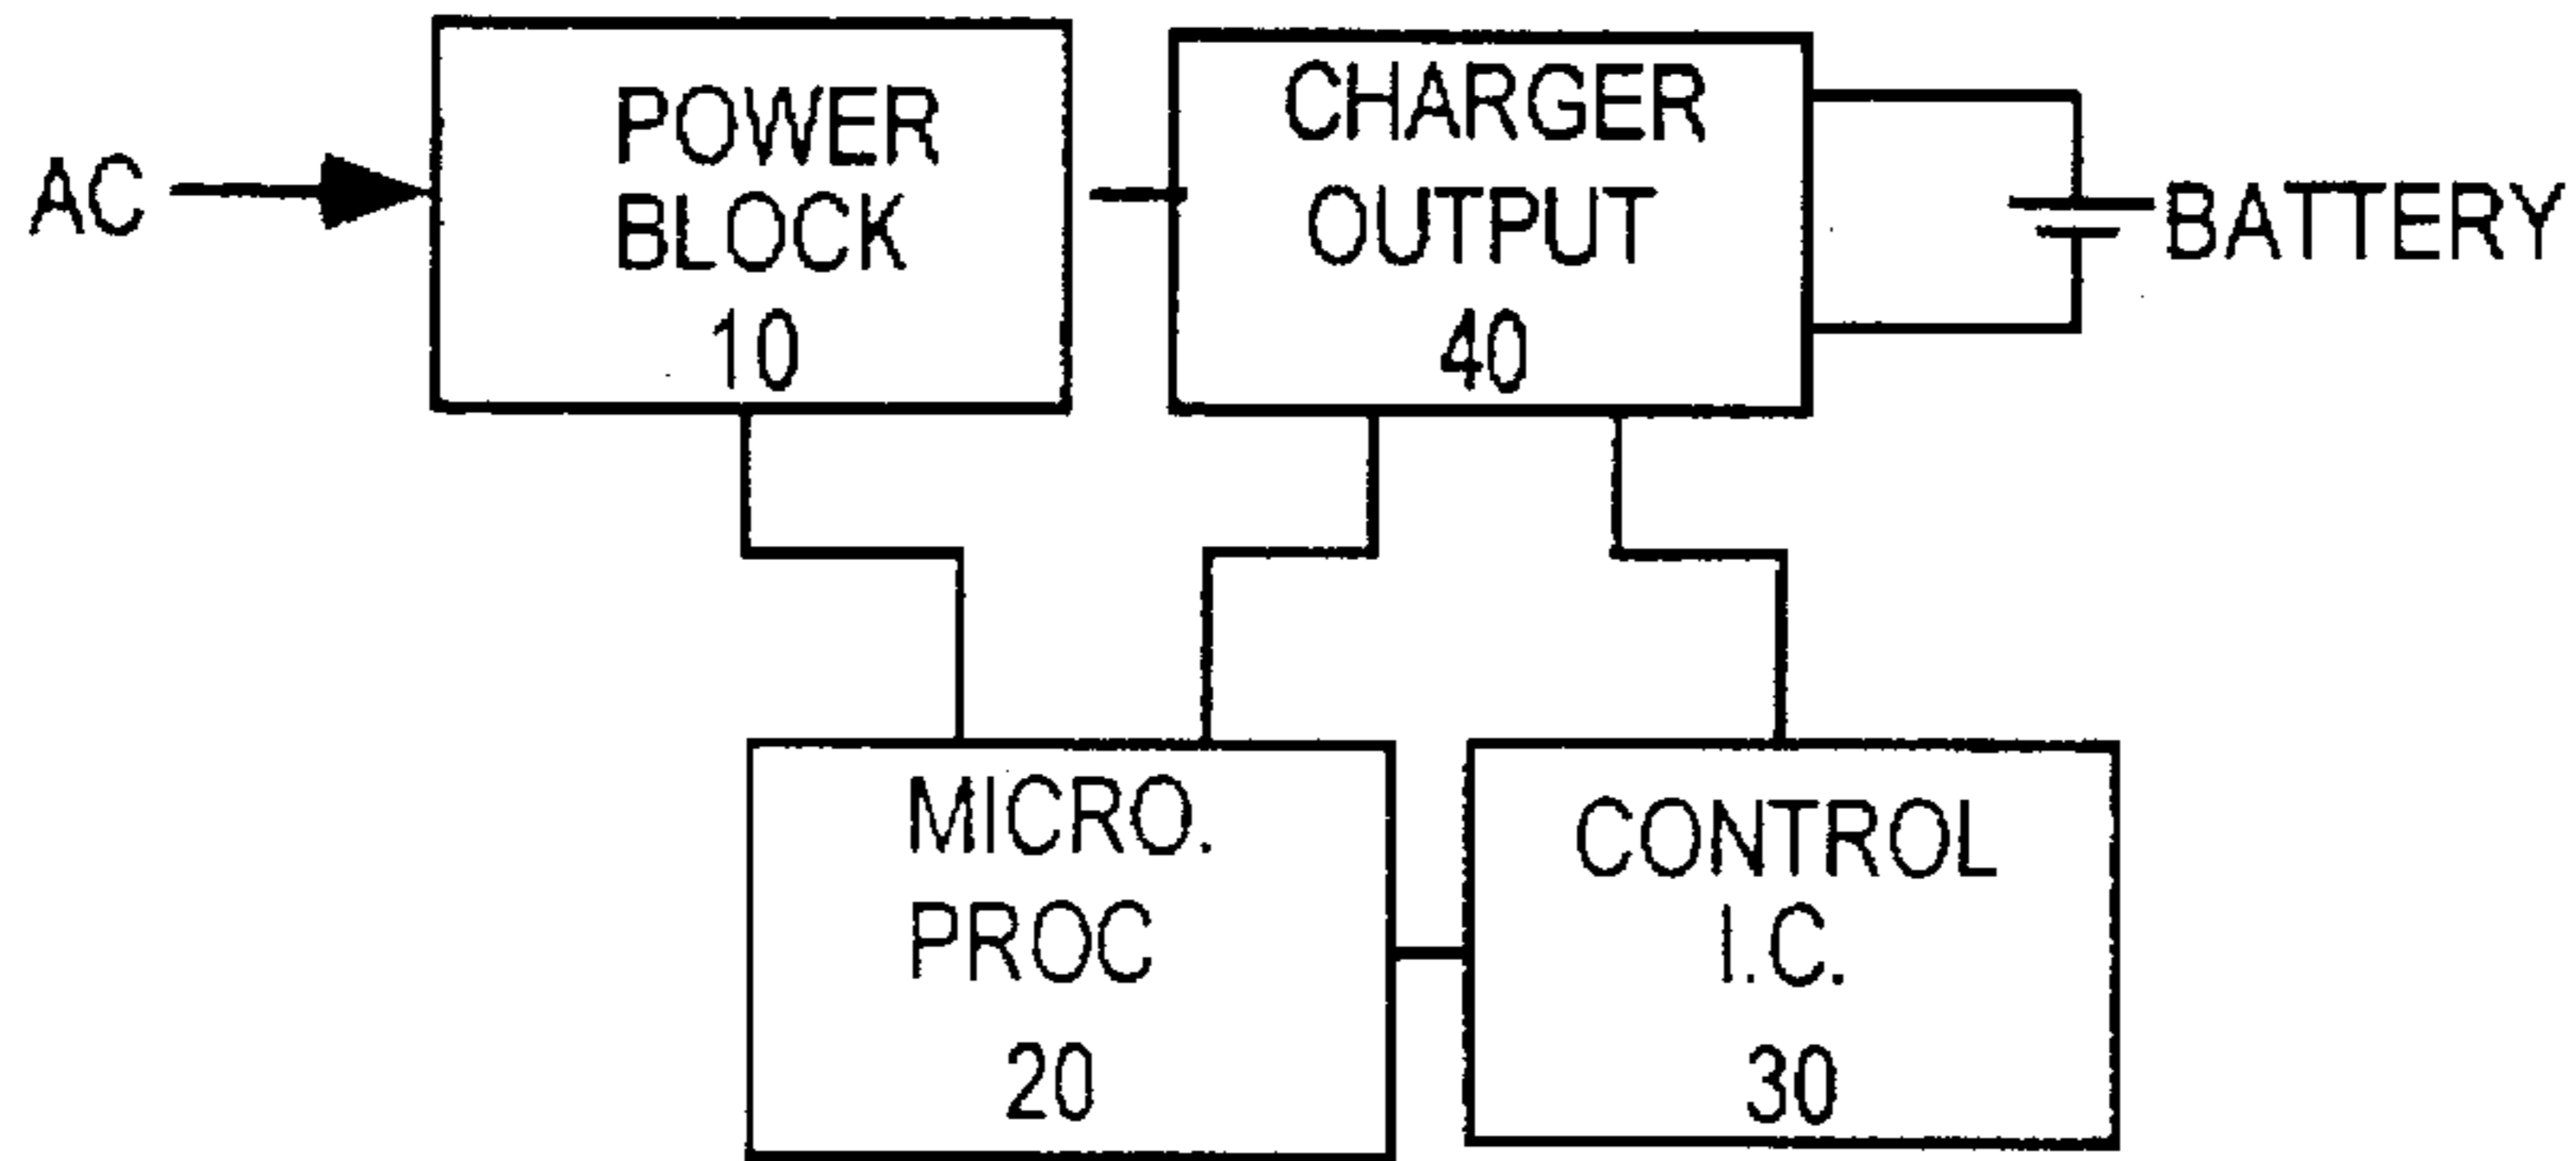 AC
POWER
BLOCK
10
CHARGER
OUTPUT
40
BATTERY
MICRO.
PROC
20
CONTROL
I.C.
30